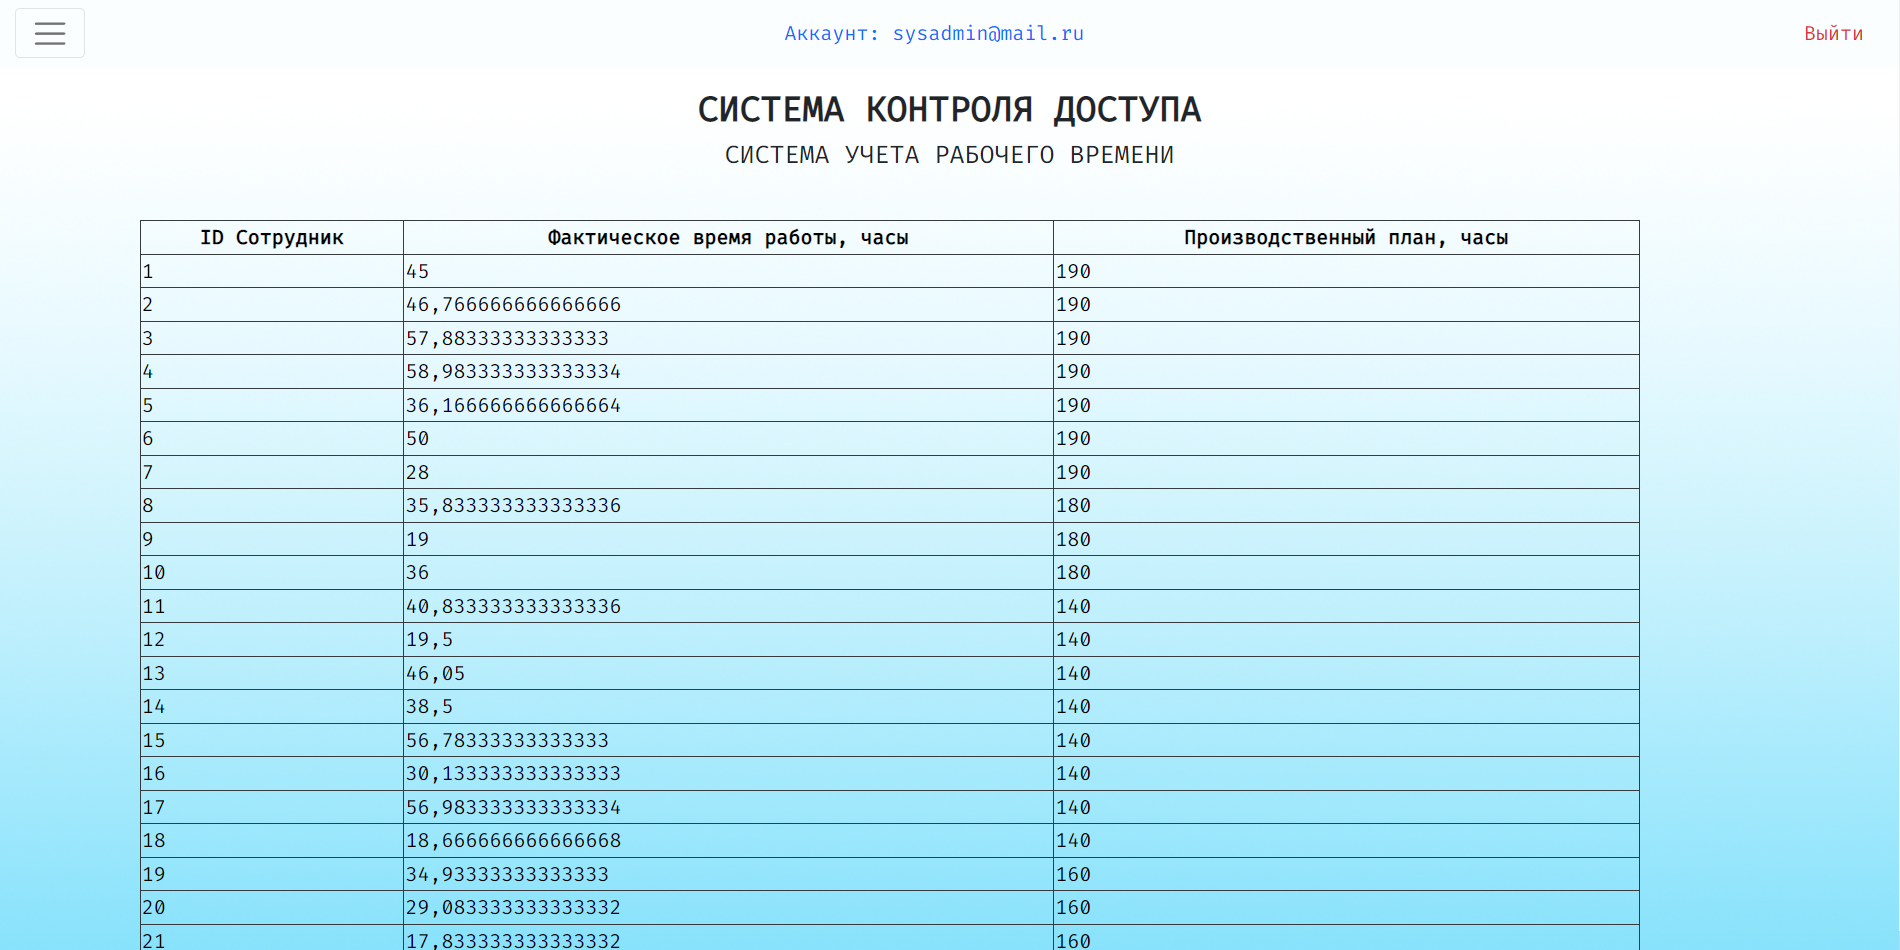 Аккаунт: sysadmin@mail.ru Выйти
СИСТЕМА КОНТРОЛЯ ДОСТУПА
СИСТЕМА УЧЕТА РАБОЧЕГО ВРЕМЕНИ
ID Сотрудник Фактическое время работы, часы Производственный план, часы
1 45 190
2 46,766666666666666 190
3 57,88333333333333 190
4 58,983333333333334 190
5 36,166666666666664 190
6 50 190
7 28 190
8 35,833333333333336 180
9 19 180
10 36 180
11 40,833333333333336 140
12 19,5 140
13 46,05 140
14 38,5 140
15 56,78333333333333 140
16 30,133333333333333 140
17 56,983333333333334 140
18 18,666666666666668 140
19 34,93333333333333 160
20 29,083333333333332 160
21 17,833333333333332 160